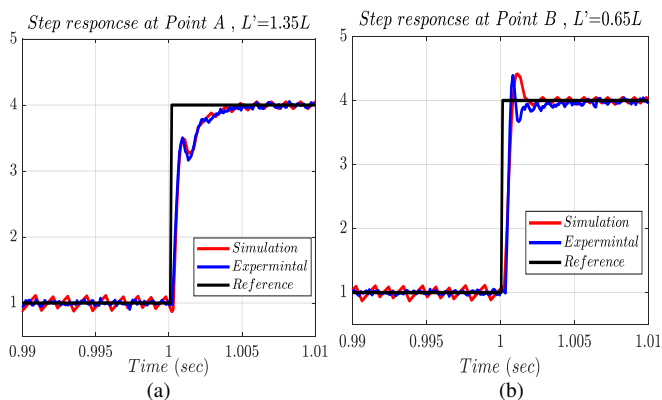 Step responcse at Point A , L'=1.35L
5
4
3
2
1
Simulation
Expermintal
Reference
0.99
0.995
1
1.005
1.01
Time (sec)
(a)
Step responcse at Point B , L'=0.65L
5
4
3
2
1
Simulation
Expermintal
Reference
0.99
0.995
1
1.005
1.01
Time (sec)
(b)